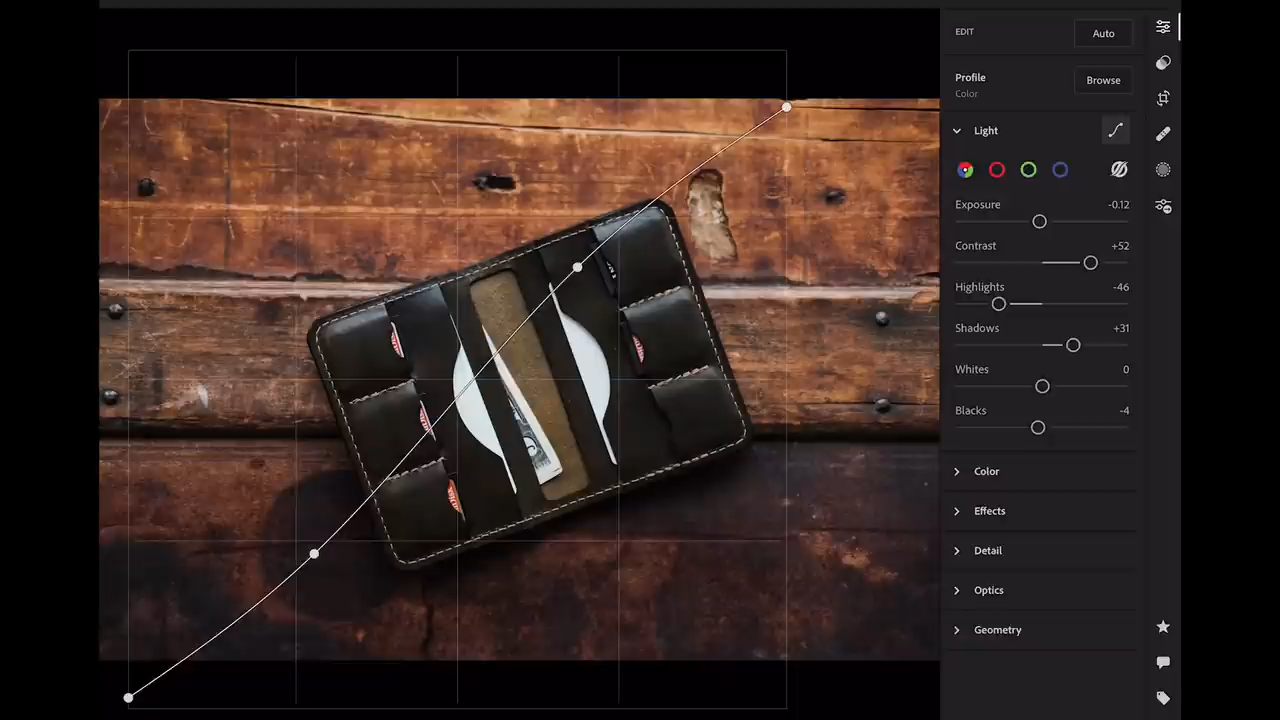 EDIT
Auto
Profile
Color
Browse
Light
Exposure -0.12
Contrast +52
Highlights -46
Shadows +31
Whites 0
Blacks -4
Color
Effects
Detail
Optics
Geometry